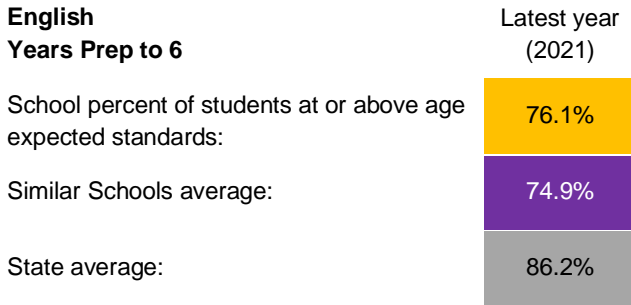 English
Years Prep to 6
Latest year
(2021)
School percent of students at or above age
expected standards:
76.1%
Similar Schools average:
74.9%
State average:
86.2%